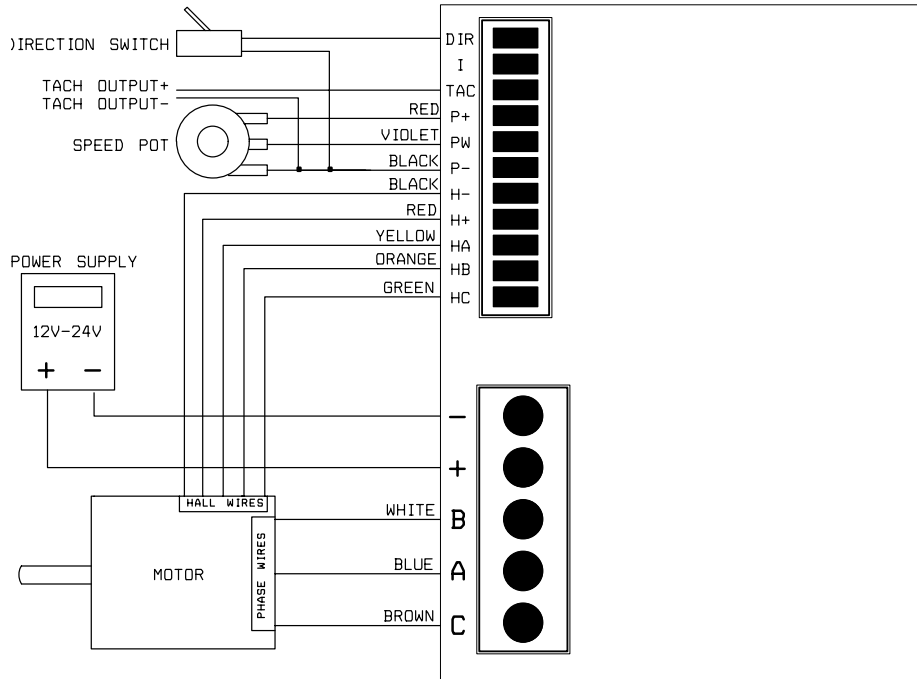 DIRECTION SWITCH DIR
I
TACH OUTPUT+ TAC
TACH OUTPUT-
RED P+
SPEED POT VIOLET PW
BLACK P-
BLACK H-
RED H+
YELLOW HA
POWER SUPPLY ORANGE HB
GREEN HC
12V-24V
+ -
-
+
HALL WIRES
WHITE B
PHASE WIRES
MOTOR BLUE A
BROWN C